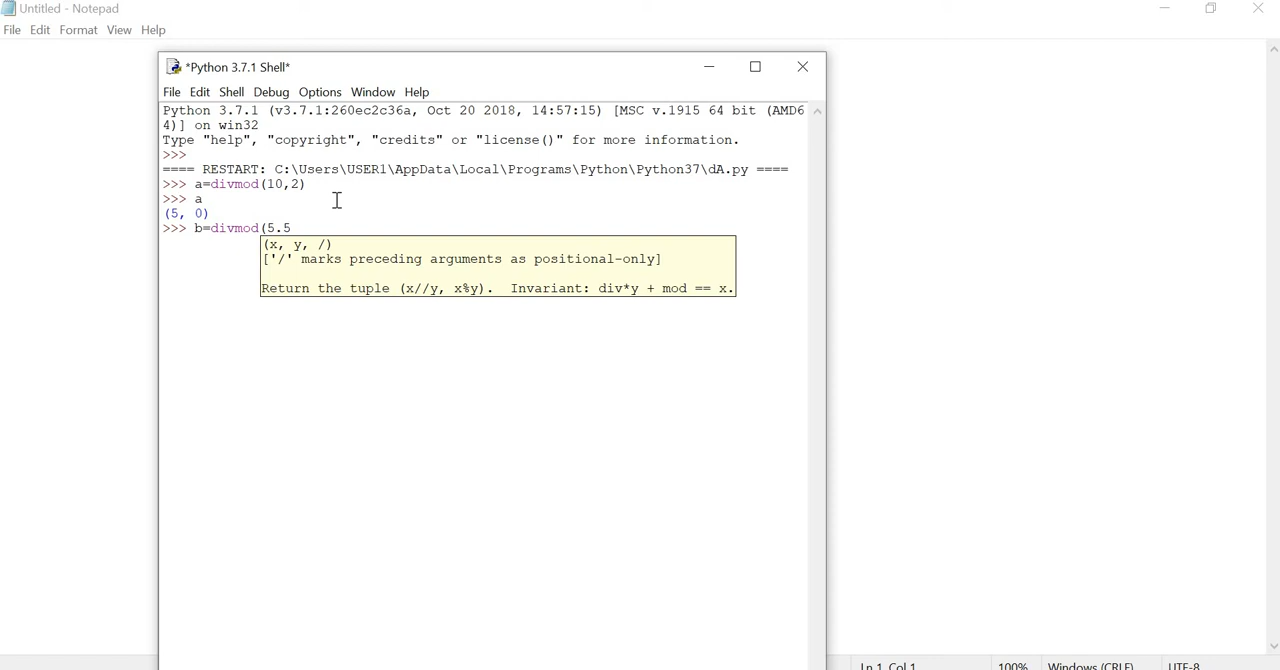 Untitled - Notepad
File Edit Format View Help
*Python 3.7.1 Shell*
File Edit Shell Debug Options Window Help
Python 3.7.1 (v3.7.1:260ec2c36a, Oct 20 2018, 14:57:15) [MSC v.1915 64 bit (AMD6
4)] on win32
Type "help", "copyright", "credits" or "license()" for more information.
>>>
==== RESTART: C:\Users\USER1\AppData\Local\Programs\Python\Python37\dA.py ====
>>> a=divmod(10,2)
>>> a
(5, 0)
>>> b=divmod(5.5
(x, y, /)
['/' marks preceding arguments as positional-only]
Return the tuple (x//y, x%y).  Invariant: div*y + mod == x.
Ln 1, Col 1 100% Windows (CRLF) UTF-8